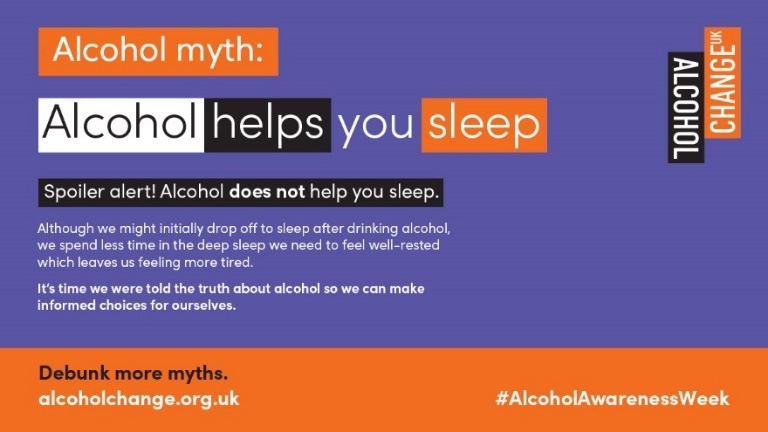 Alcohol myth:
ALCOHOL
CHANGE UK
Alcohol helps you sleep
Spoiler alert! Alcohol does not help you sleep.
Although we might initially drop off to sleep after drinking alcohol,
we spend less time in the deep sleep we need to feel well-rested
which leaves us feeling more tired.
It's time we were told the truth about alcohol so we can make
informed choices for ourselves.
Debunk more myths.
alcoholchange.org.uk
#AlcoholAwarenessWeek